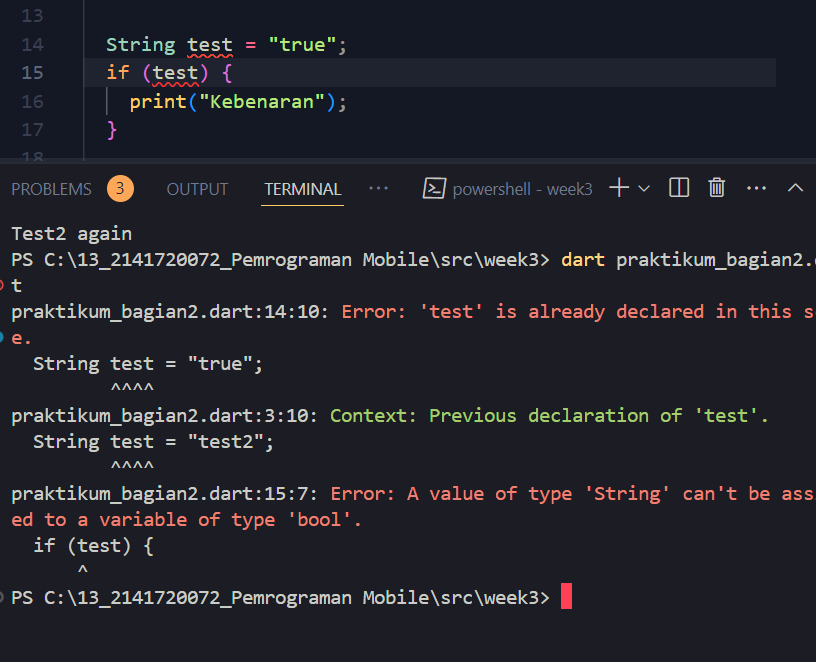 13
14 String test = "true";
15 if (test) {
16 print("Kebenaran");
17 }
18
PROBLEMS 3 OUTPUT TERMINAL ··· powershell - week3 ···
Test2 again
PS C:\13_2141720072_Pemrograman Mobile\src\week3> dart praktikum_bagian2.
t
praktikum_bagian2.dart:14:10: Error: 'test' is already declared in this s
e.
String test = "true";
^^^^
praktikum_bagian2.dart:3:10: Context: Previous declaration of 'test'.
String test = "test2";
^^^^
praktikum_bagian2.dart:15:7: Error: A value of type 'String' can't be ass
ed to a variable of type 'bool'.
if (test) {
^
PS C:\13_2141720072_Pemrograman Mobile\src\week3>